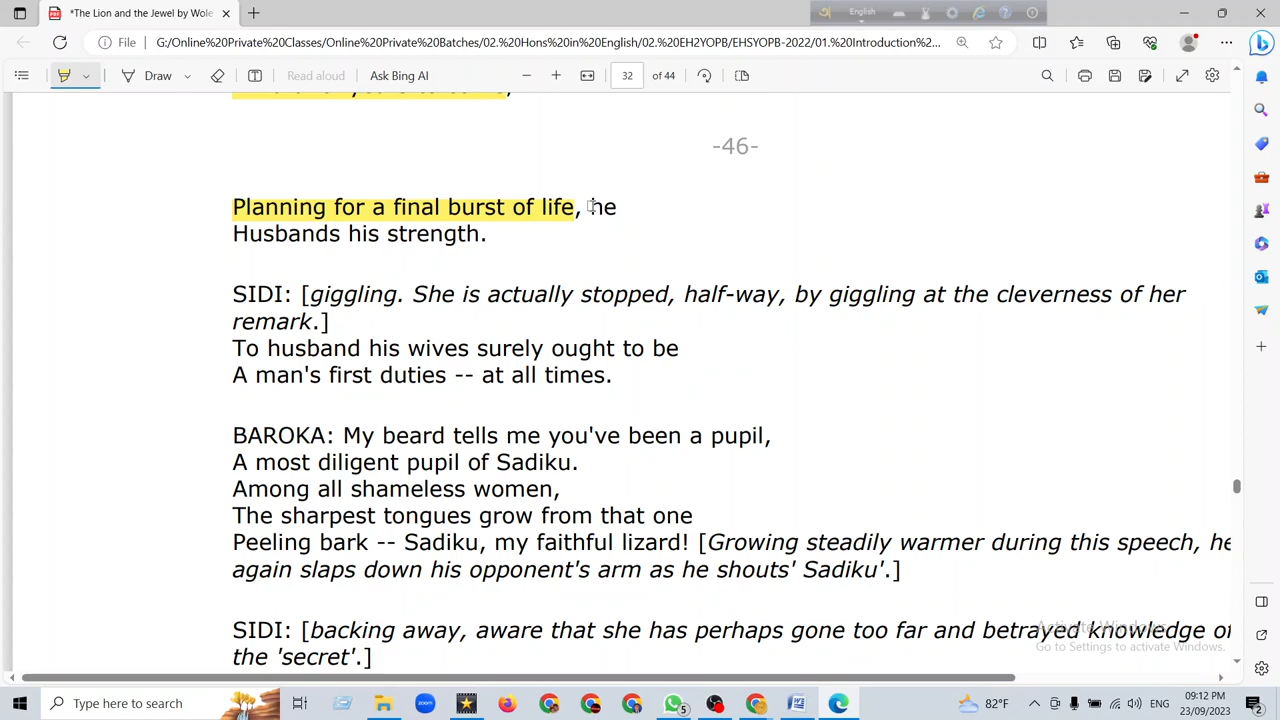 *The Lion and the Jewel by Wole
English
File
G:/Online%20Private%20Classes/Online%20Private%20Batches/02.%20Hons%20in%20English/02.%20EH2YOPB/EHSYOPB-2022/01.%20Introduction%2...
Draw
Read aloud
Ask Bing AI
32 of 44
-46-
Planning for a final burst of life, he
Husbands his strength.
SIDI: [giggling. She is actually stopped, half-way, by giggling at the cleverness of her
remark.]
To husband his wives surely ought to be
A man's first duties -- at all times.
BAROKA: My beard tells me you've been a pupil,
A most diligent pupil of Sadiku.
Among all shameless women,
The sharpest tongues grow from that one
Peeling bark -- Sadiku, my faithful lizard! [Growing steadily warmer during this speech, he
again slaps down his opponent's arm as he shouts' Sadiku'.]
SIDI: [backing away, aware that she has perhaps gone too far and betrayed knowledge of
the 'secret'.]
Activate Windows
Go to Settings to activate Windows.
Type here to search
zoom
5
82°F
ENG
09:12 PM
23/09/2023
2